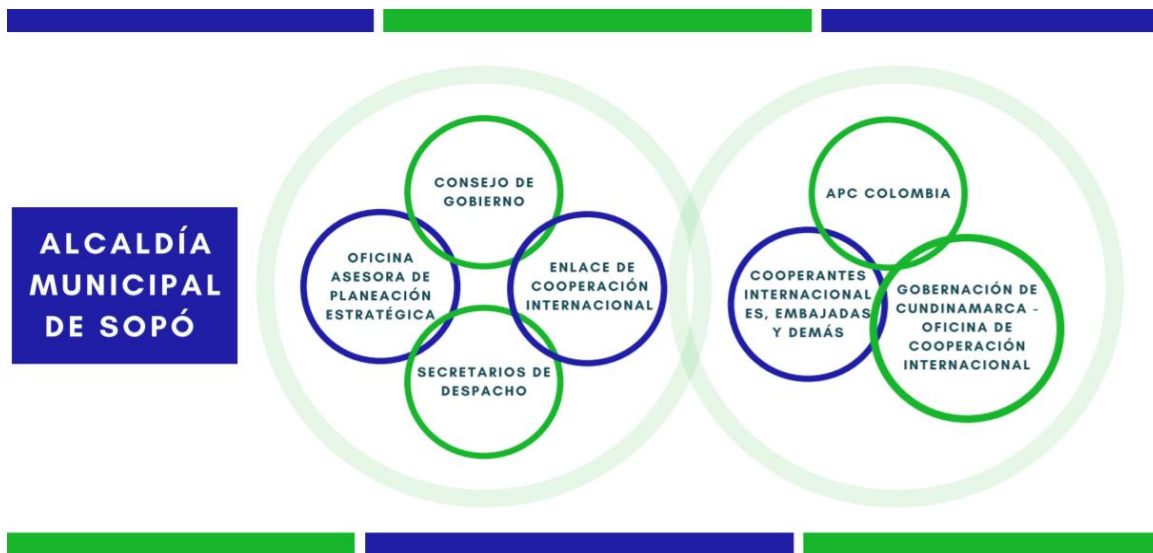 ALCALDÍA
MUNICIPAL
DE SOPÓ
CONSEJO DE
GOBIERNO
OFICINA
ASESORA DE
PLANEACIÓN
ESTRATÉGICA
ENLACE DE
COOPERACIÓN
INTERNACIONAL
SECRETARIOS DE
DESPACHO
APC COLOMBIA
COOPERANTES
INTERNACIONAL
ES, EMBAJADAS
Y DEMÁS
GOBERNACIÓN DE
CUNDINAMARCA -
OFICINA DE
COOPERACIÓN
INTERNACIONAL